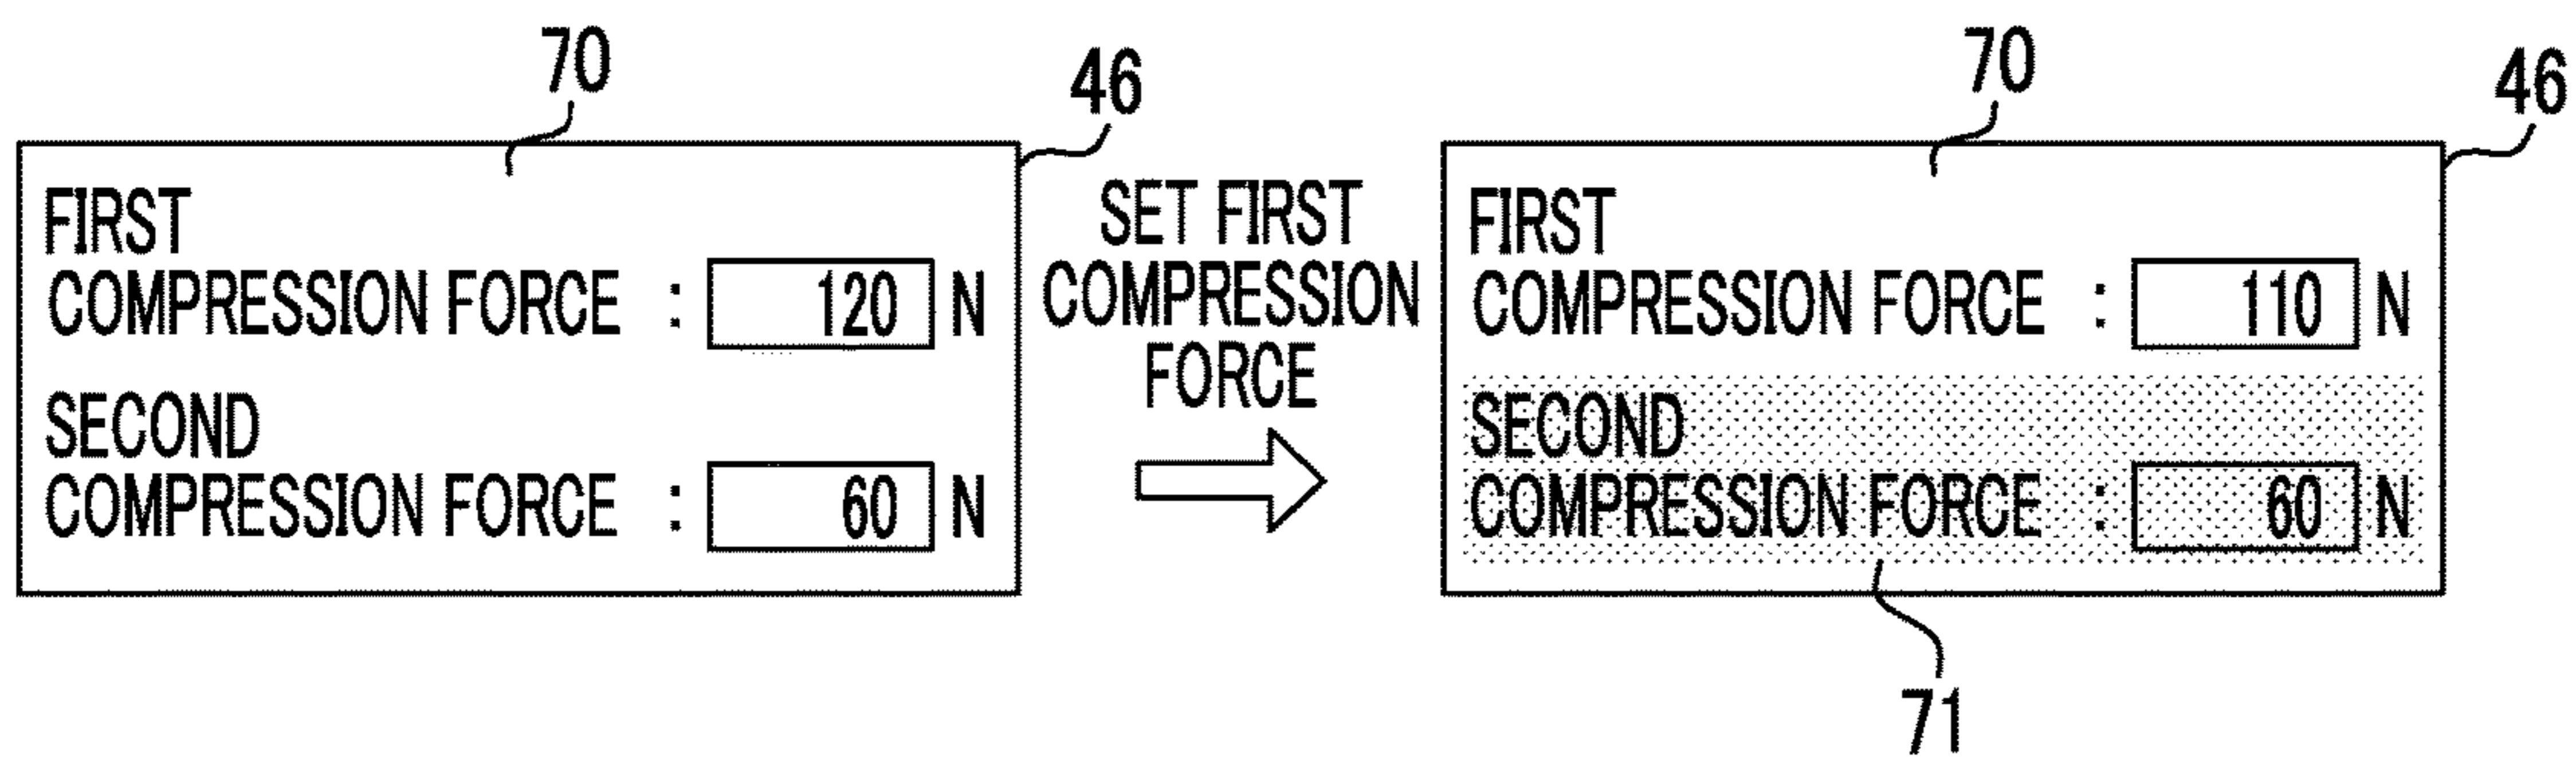 70
46
FIRST
COMPRESSION FORCE : 120 N
SECOND
COMPRESSION FORCE : 60 N
SET FIRST
COMPRESSION
FORCE
70
46
FIRST
COMPRESSION FORCE : 110 N
SECOND
COMPRESSION FORCE : 60 N
71